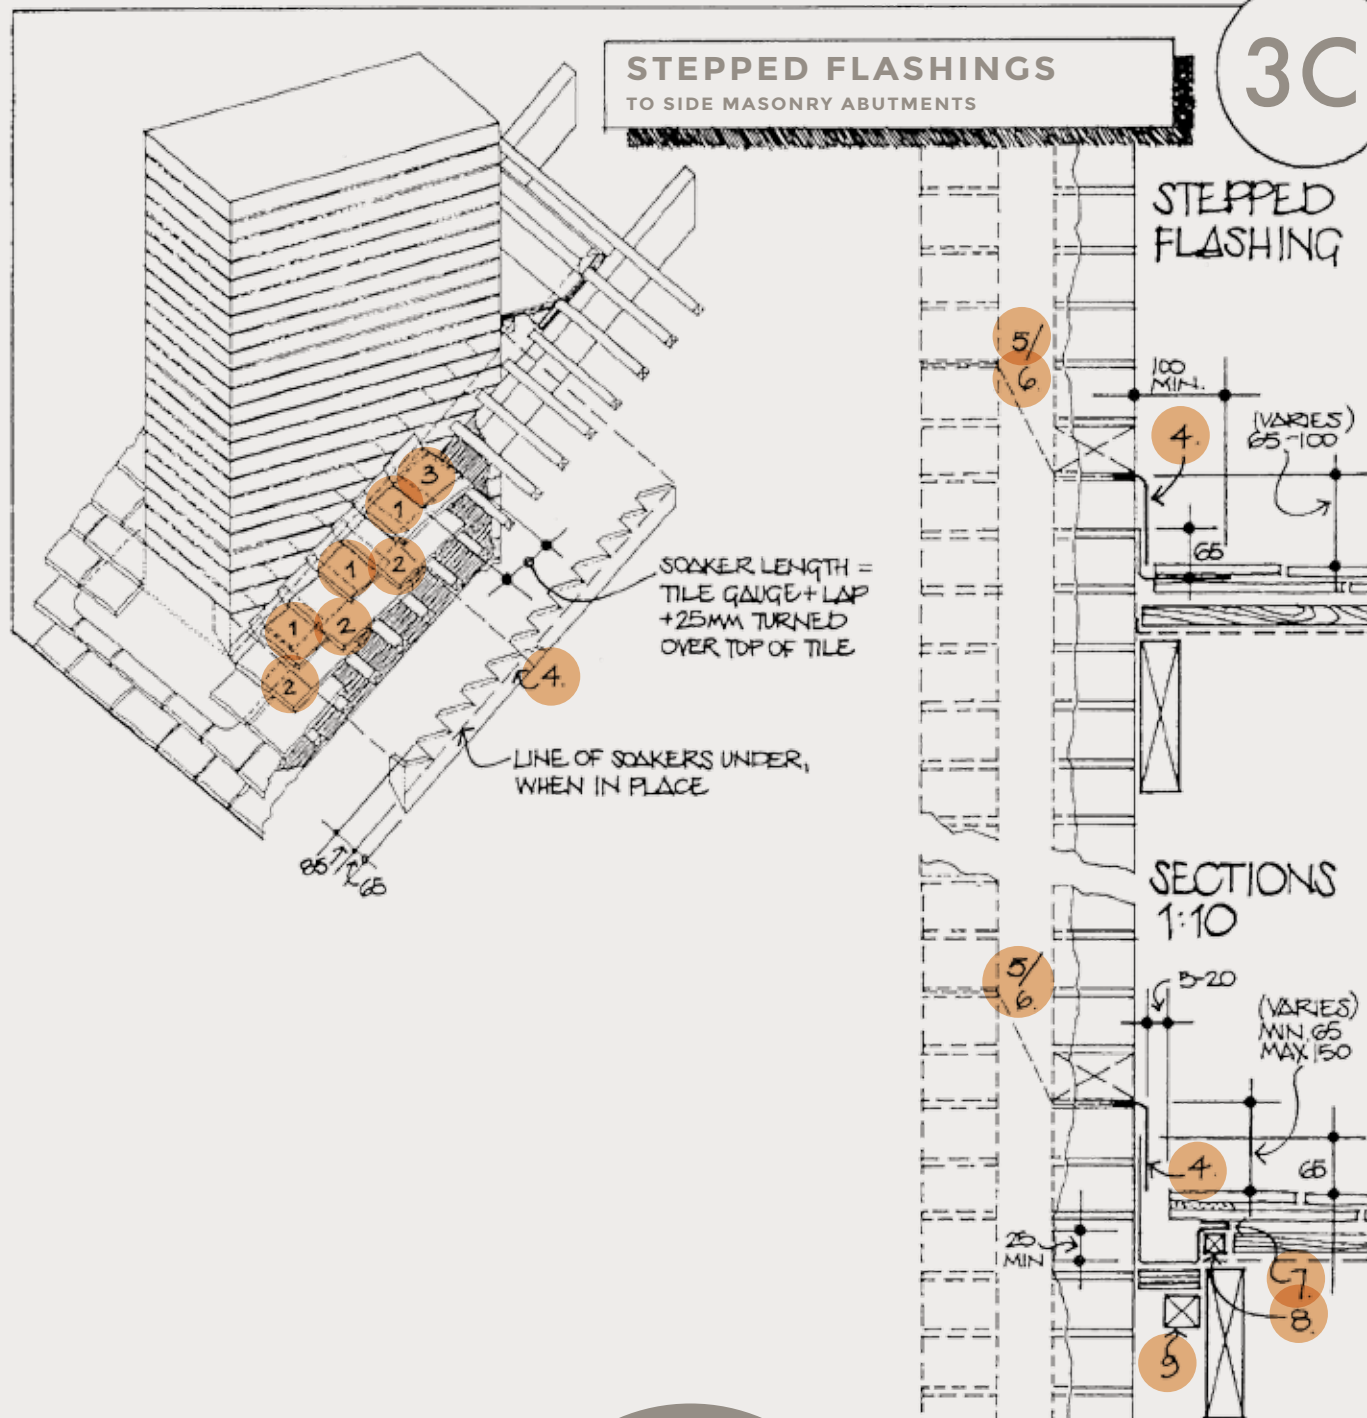 STEPPED FLASHINGS
TO SIDE MASONRY ABUTMENTS
3C
STEPPED
FLASHING
5/
6.
100
MIN.
4.
(VARIES)
65-100
65
3
1
1
2
1
2
2
SOAKER LENGTH =
TILE GAUGE + LAP
+25MM TURNED
OVER TOP OF TILE
4.
LINE OF SOAKERS UNDER,
WHEN IN PLACE
85
65
SECTIONS
1:10
5/
6.
5-20
(VARIES)
MIN. 65
MAX 150
4.
65
25
MIN
7.
8.
9